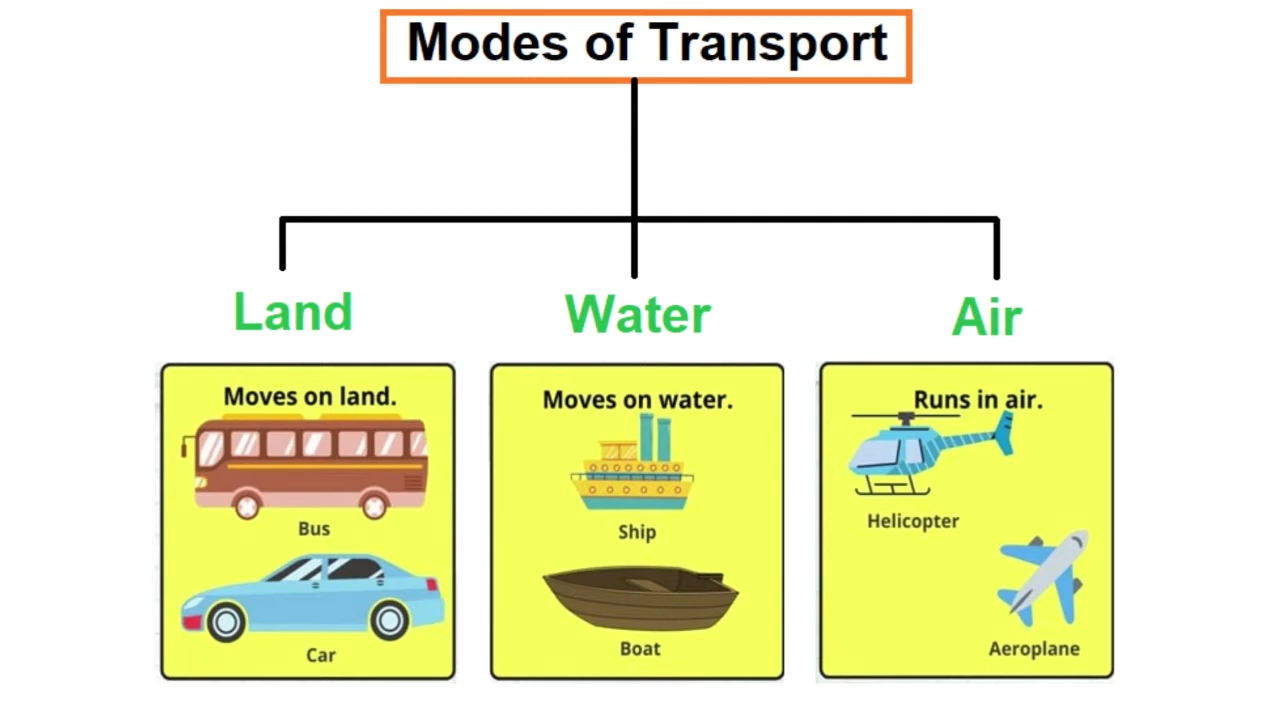 Modes of Transport
Land
Water
Air
Moves on land.
Bus
Car
Moves on water.
Ship
Boat
Runs in air.
Helicopter
Aeroplane